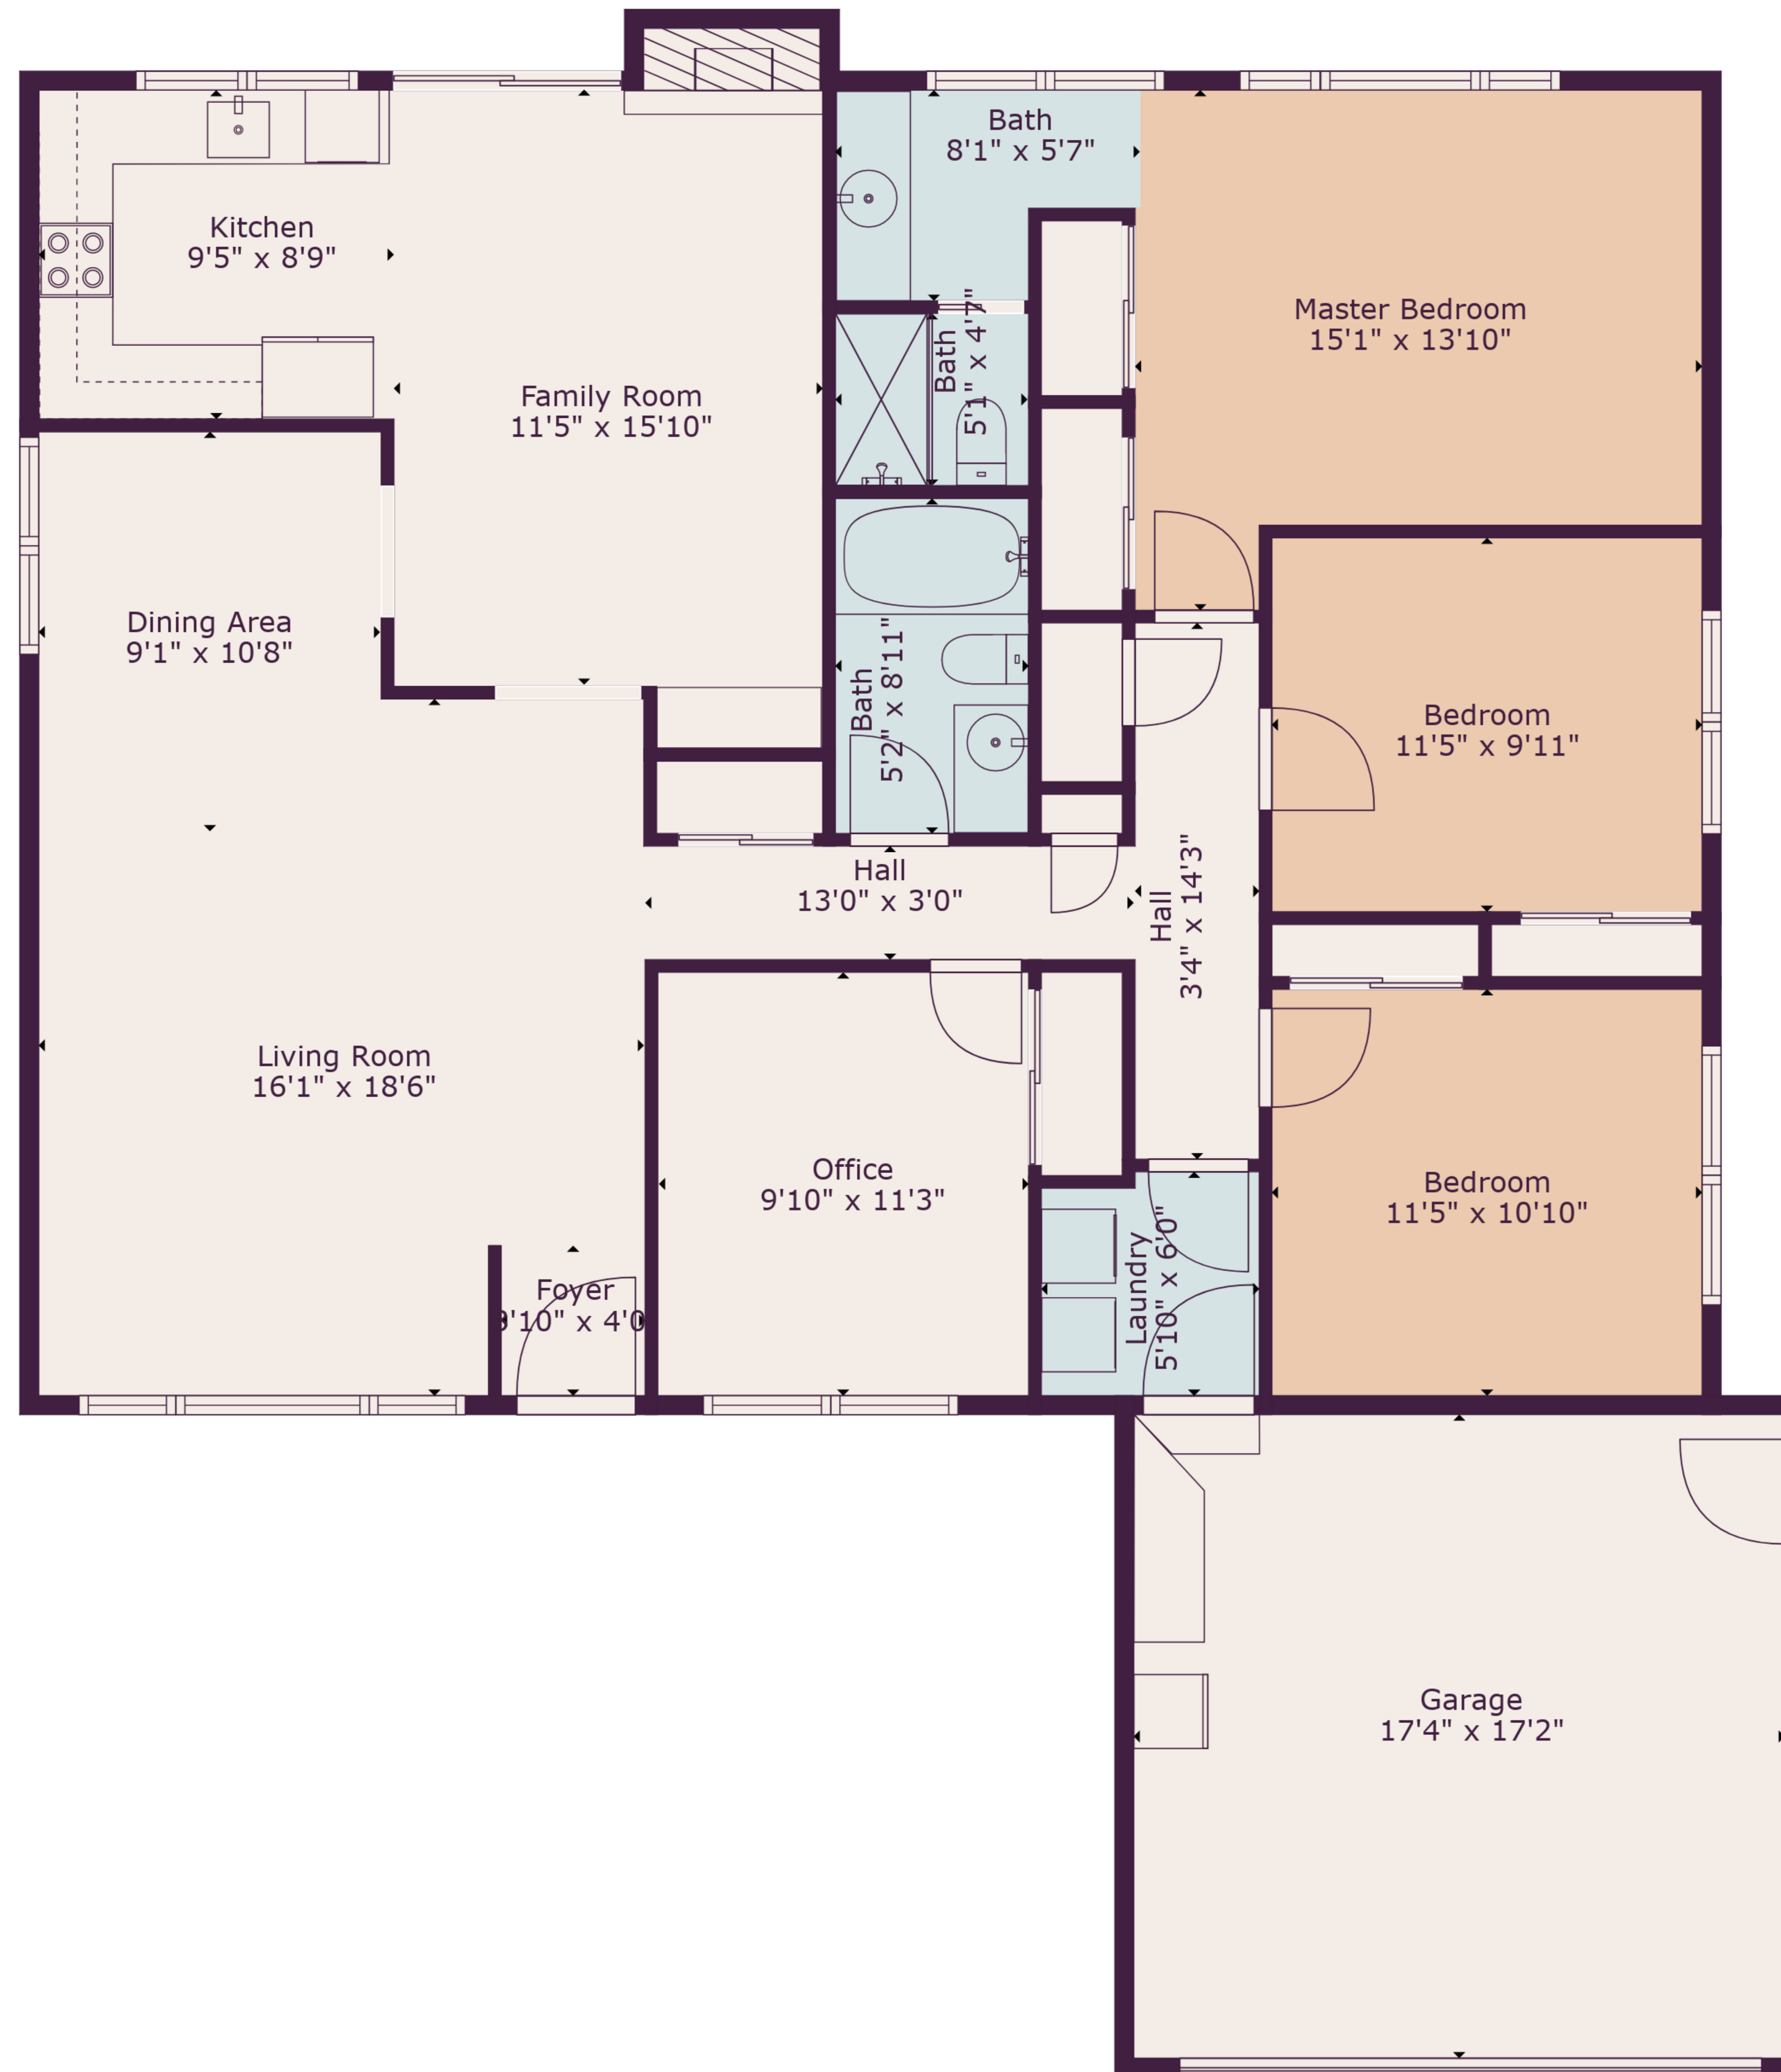 Bath
8'1" x 5'7"
Kitchen
9'5" x 8'9"
Master Bedroom
15'1" x 13'10"
Bath
5'1" x 4'7"
Family Room
11'5" x 15'10"
Dining Area
9'1" x 10'8"
Bath
5'2" x 8'11"
Bedroom
11'5" x 9'11"
Hall
13'0" x 3'0"
Hall
3'4" x 14'3"
Living Room
16'1" x 18'6"
Office
9'10" x 11'3"
Bedroom
11'5" x 10'10"
Laundry
5'10" x 6'0"
Foyer
'10" x 4'0
Garage
17'4" x 17'2"